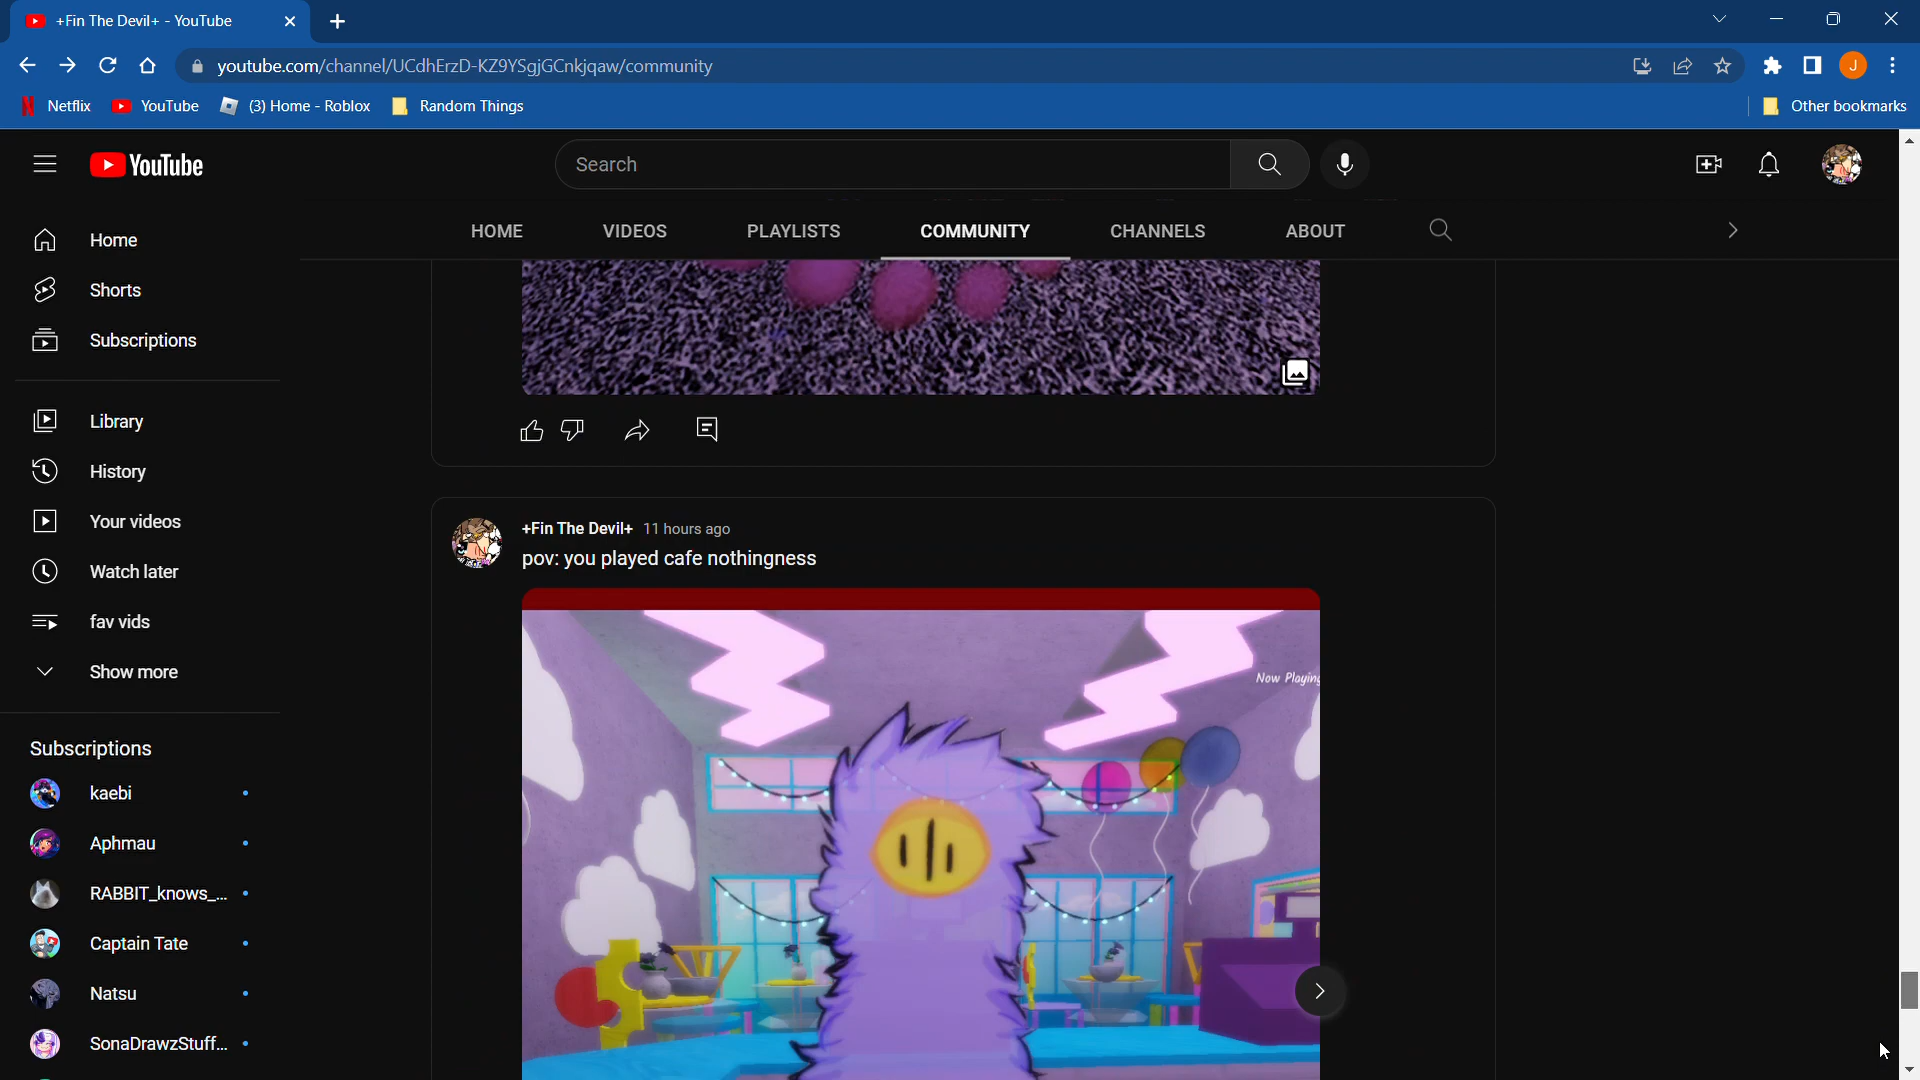 +Fin The Devil+ - YouTube
youtube.com/channel/UCdhErzD-KZ9YSgjGCnkjqaw/community
J
Netflix
YouTube
(3) Home - Roblox
Random Things
Other bookmarks
YouTube
Search
HOME
VIDEOS
PLAYLISTS
COMMUNITY
CHANNELS
ABOUT
Home
Shorts
Subscriptions
Library
History
Your videos
Watch later
fav vids
Show more
Subscriptions
kaebi
Aphmau
RABBIT_knows_...
Captain Tate
Natsu
SonaDrawzStuff...
+Fin The Devil+ 11 hours ago
pov: you played cafe nothingness
Now Playing